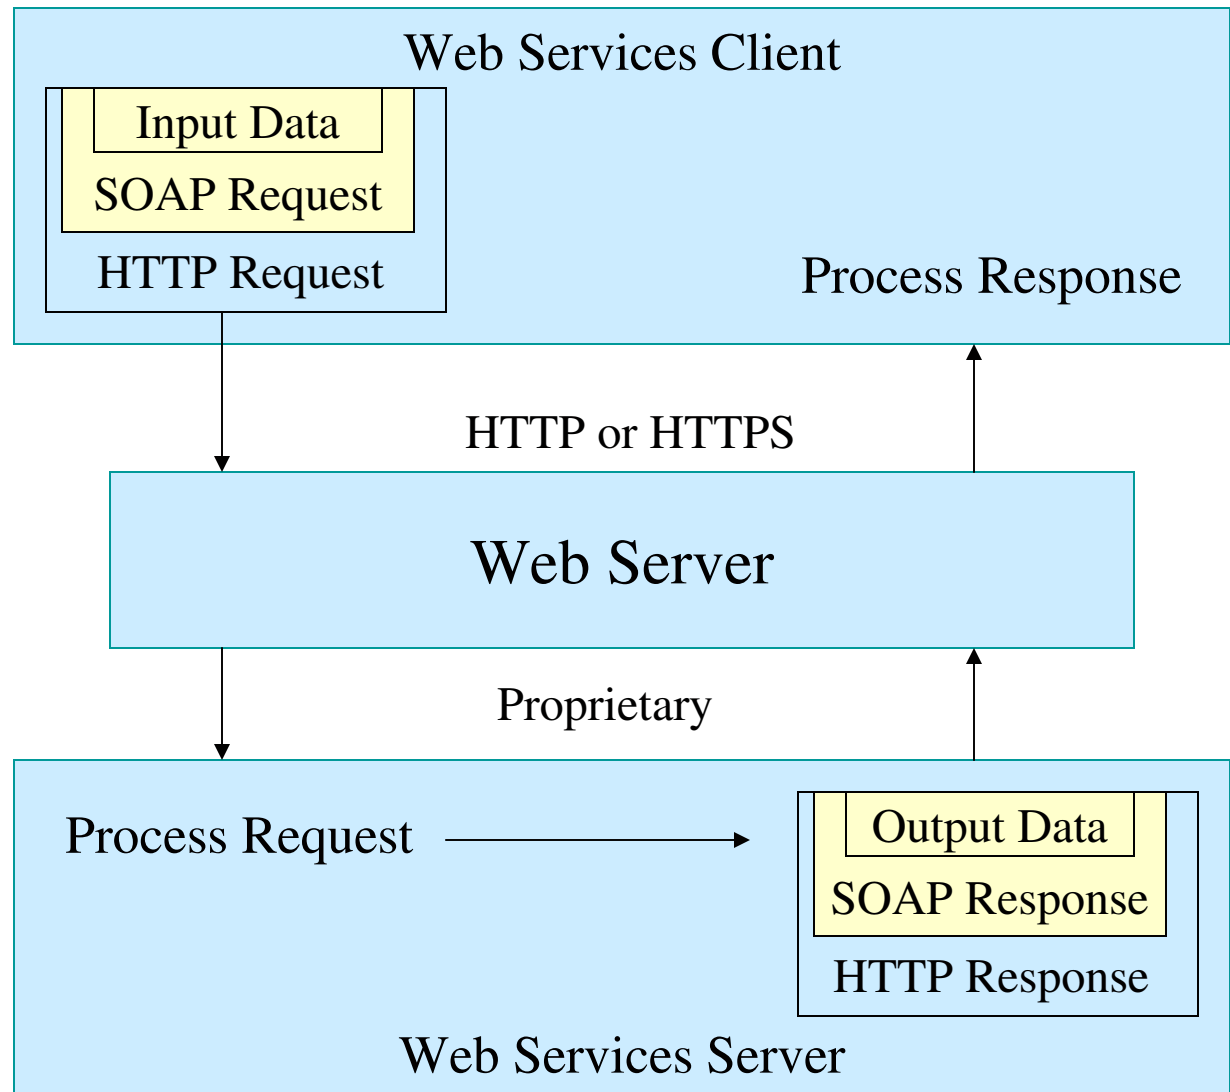 Web Services Client
Input Data
SOAP Request
HTTP Request
Process Response
HTTP or HTTPS
Web Server
Proprietary
Process Request
Output Data
SOAP Response
HTTP Response
Web Services Server